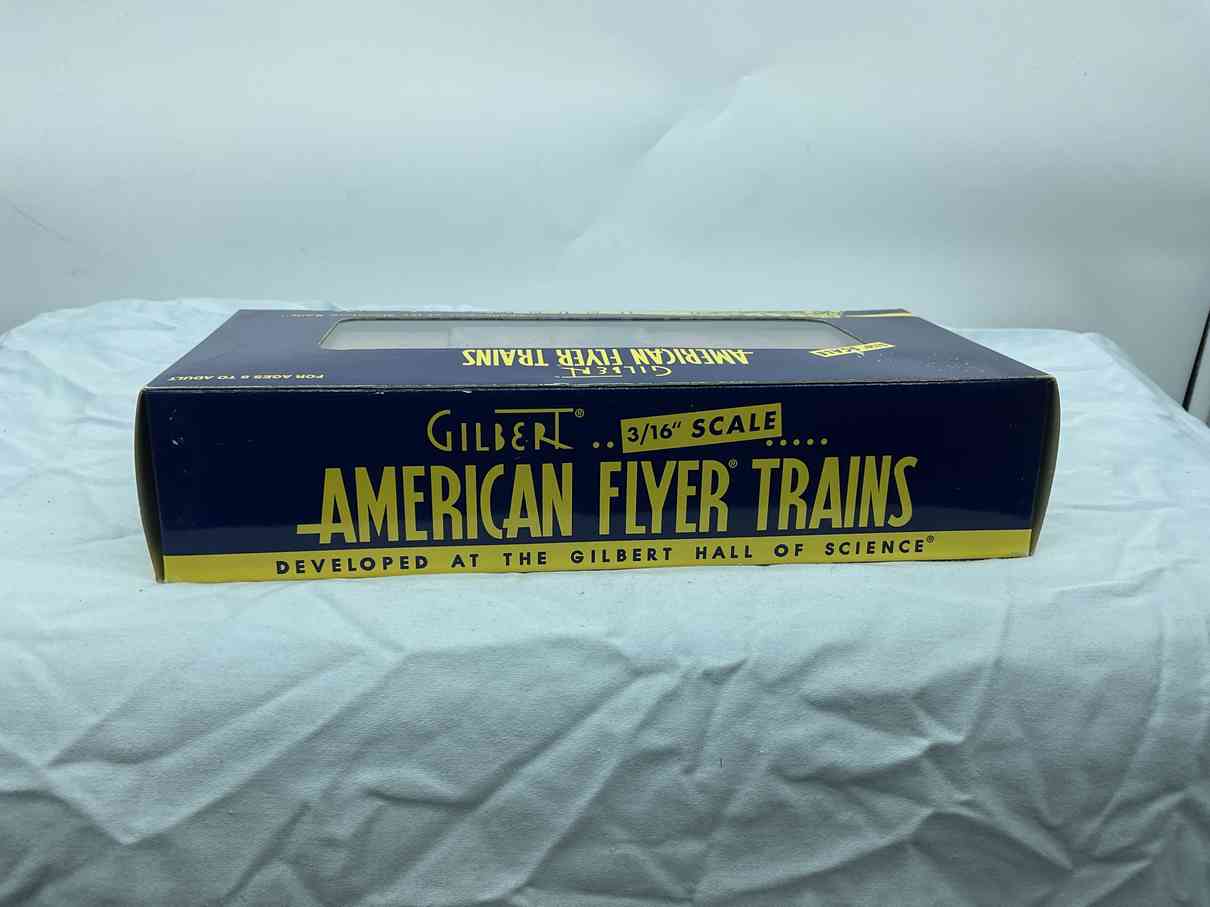 GILBERT® .. 3/16" SCALE .....
AMERICAN FLYER® TRAINS
DEVELOPED AT THE GILBERT HALL OF SCIENCE®
GILBERT
AMERICAN FLYER TRAINS
SCALE
FOR AGES 8 TO ADULT